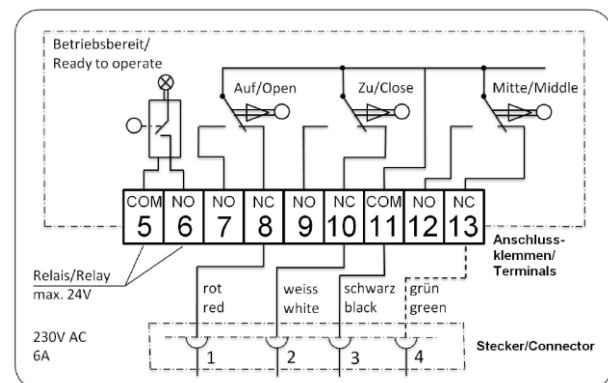 Betriebsbereit/
Ready to operate
Auf/Open
Zu/Close
Mitte/Middle
COM NO NO NC NO NC COM NO NC
5 6 7 8 9 10 11 12 13
Anschluss-
klemmen/
Terminals
Relais/Relay
max. 24V
rot
red
weiss
white
schwarz
black
grün
green
230V AC
6A
1 2 3 4
Stecker/Connector